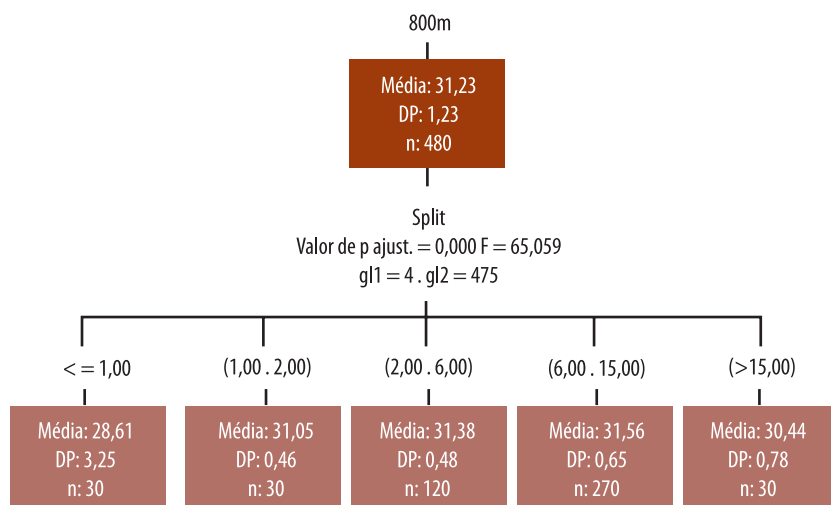 800m
Média: 31,23
DP: 1,23
n: 480
Split
Valor de p ajust. = 0,000 F = 65,059
gl1 = 4 . gl2 = 475
< = 1,00
(1,00 . 2,00)
(2,00 . 6,00)
(6,00 . 15,00)
(>15,00)
Média: 28,61
DP: 3,25
n: 30
Média: 31,05
DP: 0,46
n: 30
Média: 31,38
DP: 0,48
n: 120
Média: 31,56
DP: 0,65
n: 270
Média: 30,44
DP: 0,78
n: 30